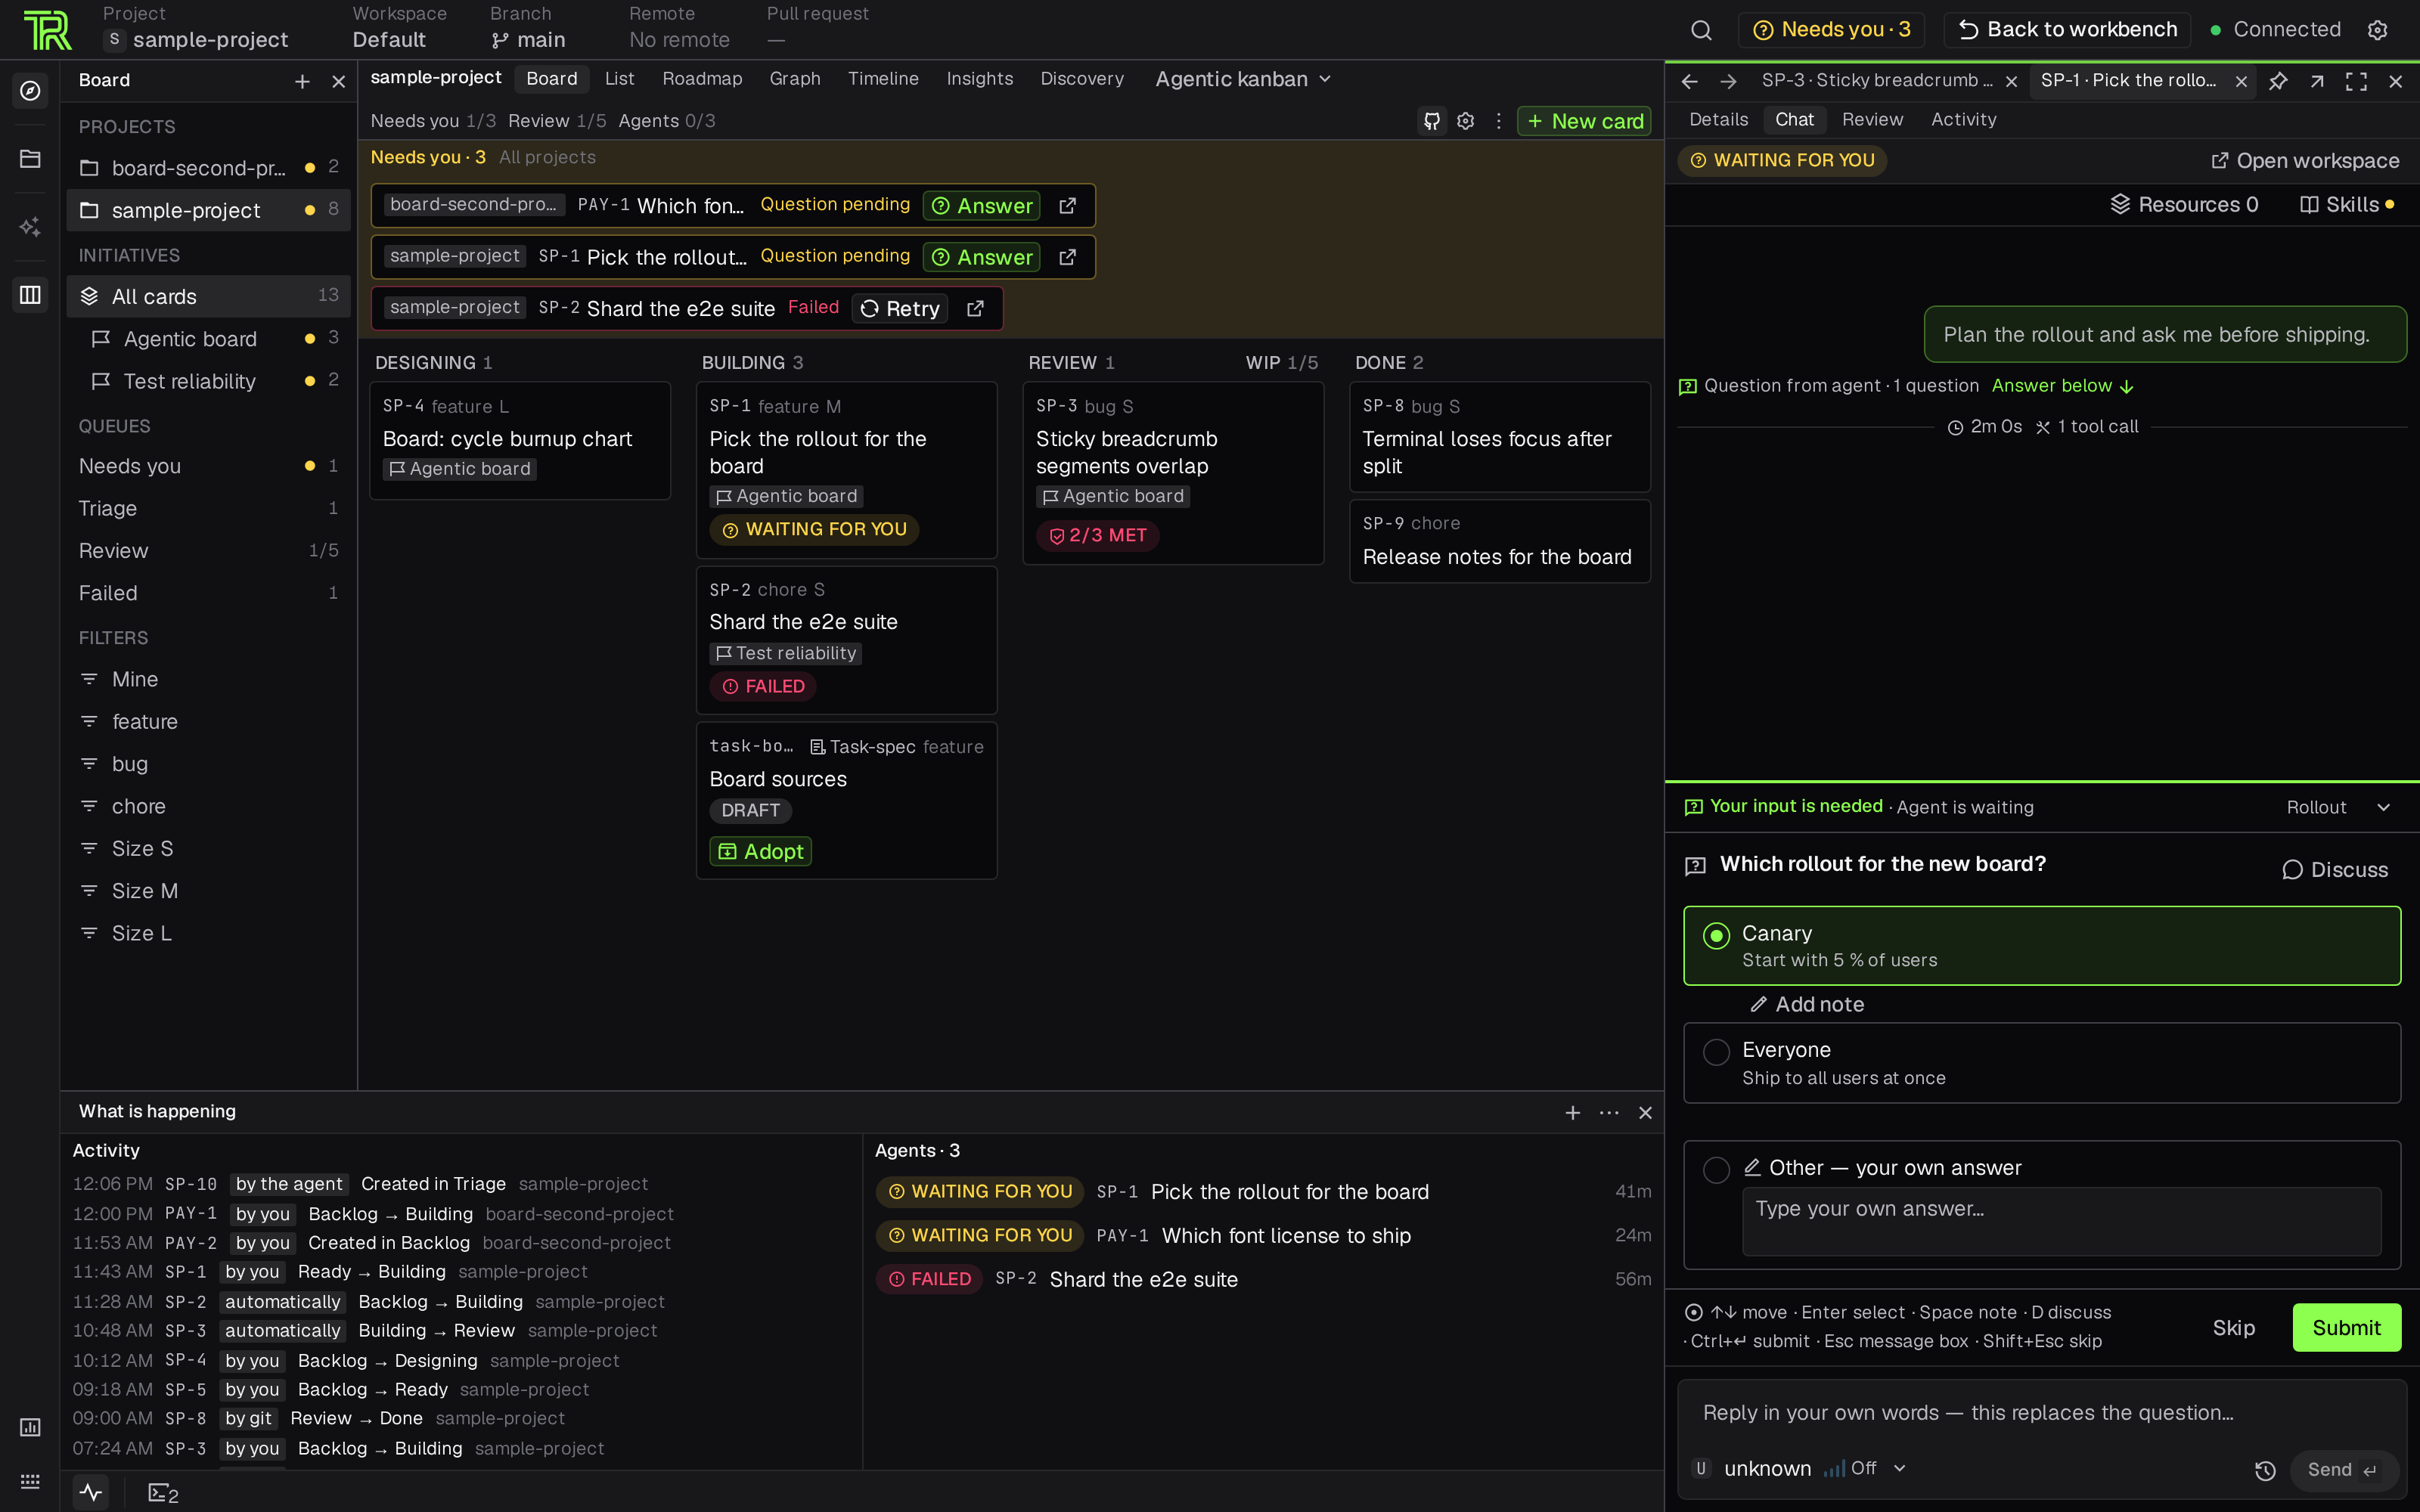 TR
Project
S sample-project
Workspace
Default
Branch
main
Remote
No remote
Pull request
—
Needs you · 3
Back to workbench
Connected
Board
PROJECTS
board-second-pr... 2
sample-project 8
INITIATIVES
All cards 13
Agentic board 3
Test reliability 2
QUEUES
Needs you 1
Triage 1
Review 1/5
Failed 1
FILTERS
Mine
feature
bug
chore
Size S
Size M
Size L
sample-project Board List Roadmap Graph Timeline Insights Discovery Agentic kanban
Needs you 1/3 Review 1/5 Agents 0/3
+ New card
Needs you · 3 All projects
board-second-pro... PAY-1 Which fon... Question pending Answer
sample-project SP-1 Pick the rollout... Question pending Answer
sample-project SP-2 Shard the e2e suite Failed Retry
DESIGNING 1
SP-4 feature L
Board: cycle burnup chart
Agentic board
BUILDING 3
SP-1 feature M
Pick the rollout for the
board
Agentic board
WAITING FOR YOU
SP-2 chore S
Shard the e2e suite
Test reliability
FAILED
task-bo... Task-spec feature
Board sources
DRAFT
Adopt
REVIEW 1 WIP 1/5
SP-3 bug S
Sticky breadcrumb
segments overlap
Agentic board
2/3 MET
DONE 2
SP-8 bug S
Terminal loses focus after
split
SP-9 chore
Release notes for the board
What is happening
Activity
12:06 PM SP-10 by the agent Created in Triage sample-project
12:00 PM PAY-1 by you Backlog → Building board-second-project
11:53 AM PAY-2 by you Created in Backlog board-second-project
11:43 AM SP-1 by you Ready → Building sample-project
11:28 AM SP-2 automatically Backlog → Building sample-project
10:48 AM SP-3 automatically Building → Review sample-project
10:12 AM SP-4 by you Backlog → Designing sample-project
09:18 AM SP-5 by you Backlog → Ready sample-project
09:00 AM SP-8 by git Review → Done sample-project
07:24 AM SP-3 by you Backlog → Building sample-project
Agents · 3
WAITING FOR YOU SP-1 Pick the rollout for the board 41m
WAITING FOR YOU PAY-1 Which font license to ship 24m
FAILED SP-2 Shard the e2e suite 56m
2
SP-3 · Sticky breadcrumb ... SP-1 · Pick the rollo...
Details Chat Review Activity
WAITING FOR YOU Open workspace
Resources 0 Skills
Plan the rollout and ask me before shipping.
Question from agent · 1 question Answer below ↓
2m 0s 1 tool call
Your input is needed · Agent is waiting Rollout
Which rollout for the new board? Discuss
Canary
Start with 5 % of users
Add note
Everyone
Ship to all users at once
Other — your own answer
Type your own answer...
↑↓ move · Enter select · Space note · D discuss
· Ctrl+↵ submit · Esc message box · Shift+Esc skip
Skip Submit
Reply in your own words — this replaces the question...
U unknown Off
Send ↵